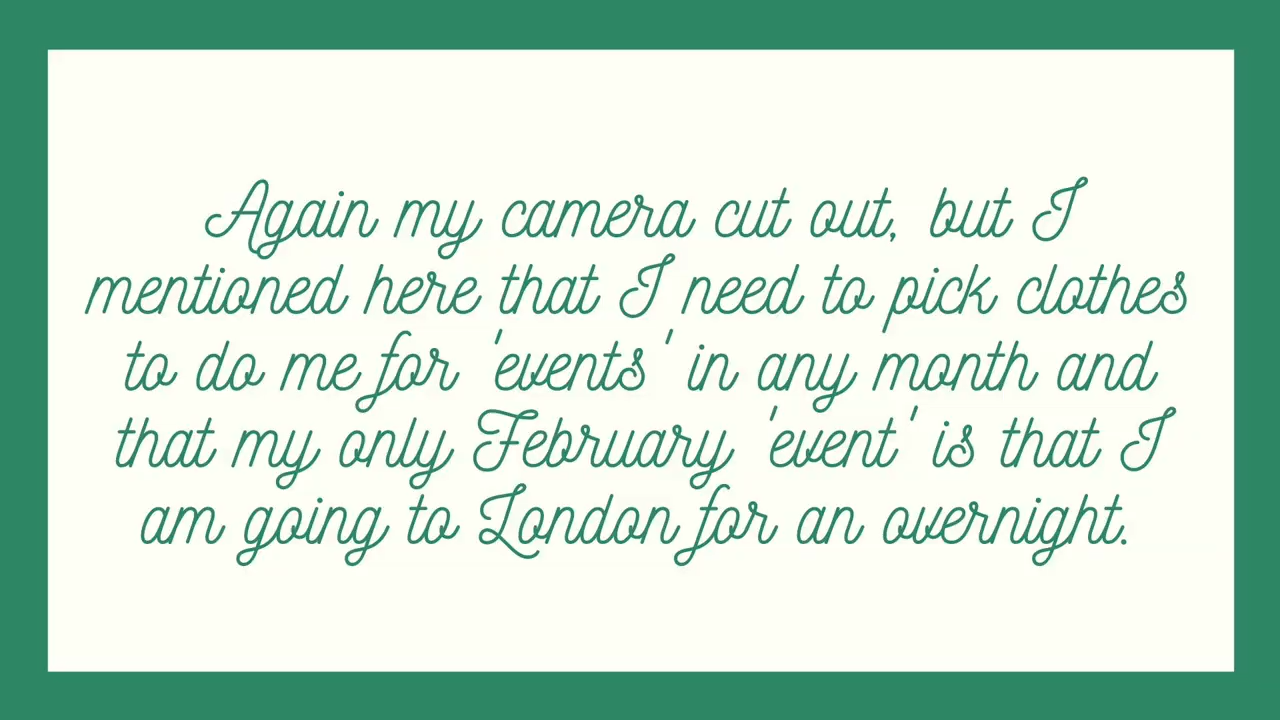 Again my camera cut out, but I
mentioned here that I need to pick clothes
to do me for 'events' in any month and
that my only February 'event' is that I
am going to London for an overnight.